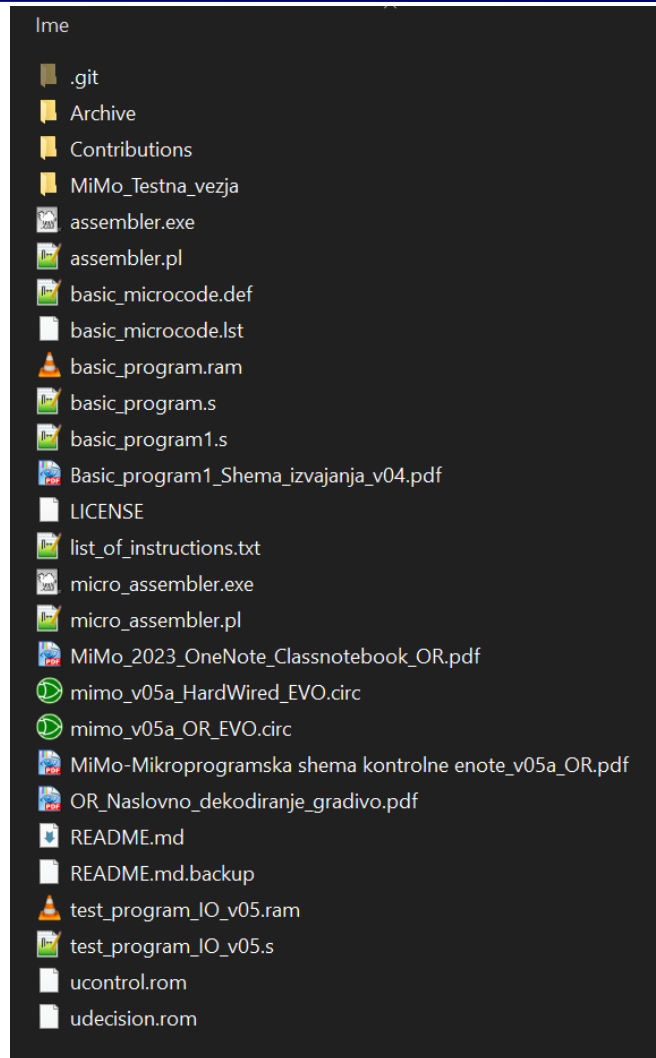 Ime
.git
Archive
Contributions
MiMo_Testna_vezja
assembler.exe
assembler.pl
basic_microcode.def
basic_microcode.lst
basic_program.ram
basic_program.s
basic_program1.s
Basic_program1_Shema_izvajanja_v04.pdf
LICENSE
list_of_instructions.txt
micro_assembler.exe
micro_assembler.pl
MiMo_2023_OneNote_Classnotebook_OR.pdf
mimo_v05a_HardWired_EVO.circ
mimo_v05a_OR_EVO.circ
MiMo-Mikroprogramska shema kontrolne enote_v05a_OR.pdf
OR_Naslovno_dekodiranje_gradivo.pdf
README.md
README.md.backup
test_program_IO_v05.ram
test_program_IO_v05.s
ucontrol.rom
udecision.rom